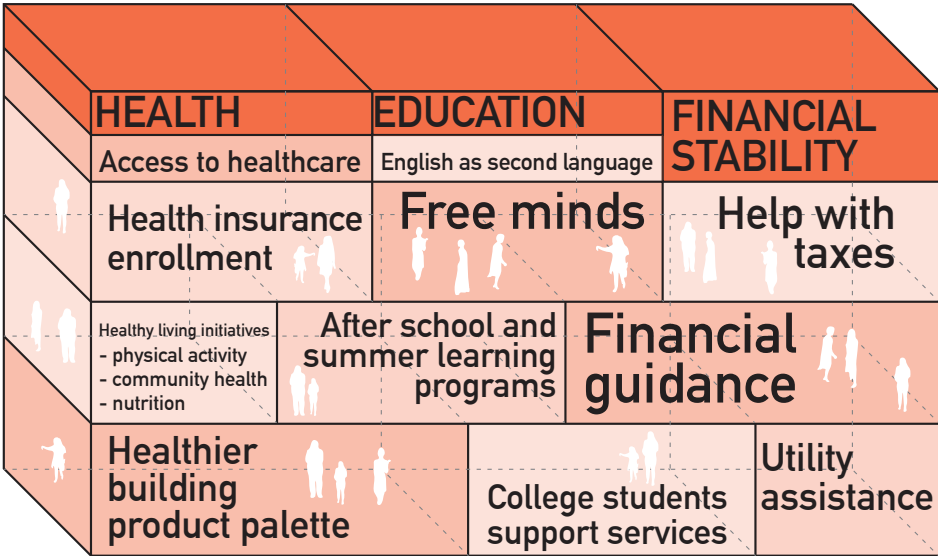 HEALTH
EDUCATION
FINANCIAL
STABILITY
Access to healthcare
English as second language
Health insurance
enrollment
Free minds
Help with
taxes
Healthy living initiatives
- physical activity
- community health
- nutrition
After school and
summer learning
programs
Financial
guidance
Healthier
building
product palette
College students
support services
Utility
assistance